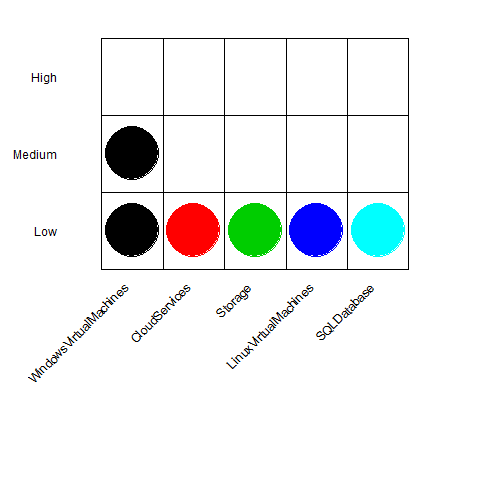 High
Medium
Low
WindowsVirtualMachines
CloudServices
Storage
LinuxVirtualMachines
SQLDatabase